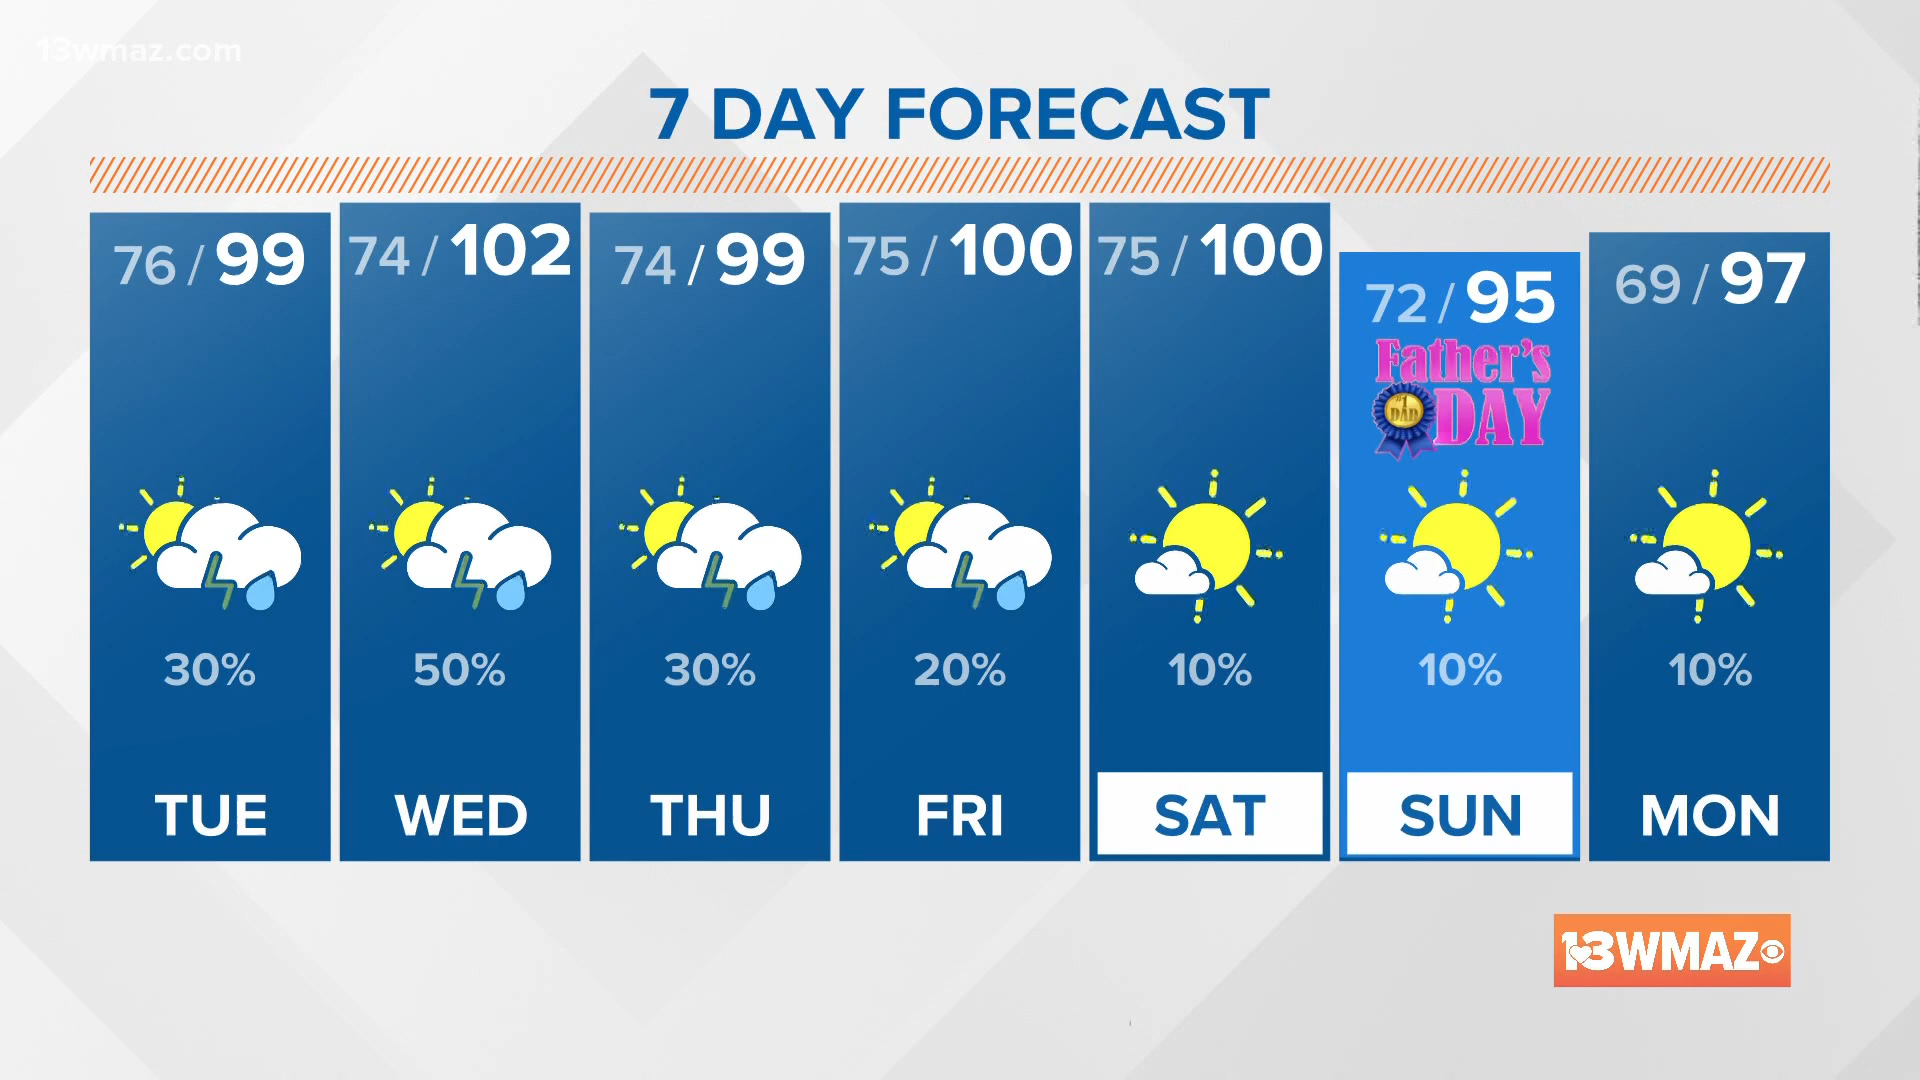 13wmaz.com
7 DAY FORECAST
76 / 99
74 / 102
74 / 99
75 / 100
75 / 100
72 / 95
69 / 97
Father's
DAY
#1
DAD
30%
50%
30%
20%
10%
10%
10%
TUE
WED
THU
FRI
SAT
SUN
MON
13WMAZ